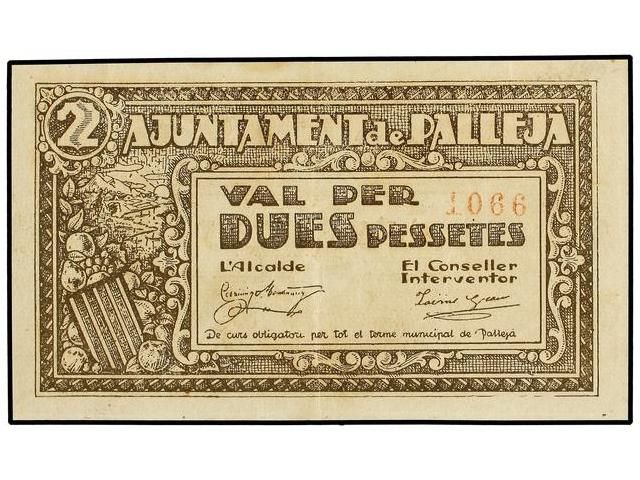 2 AJUNTAMENT de PALLEJÀ
VAL PER
1066
DUES PESSETES
L'Alcalde
El Conseller
Interventor
De curs obligatori per tot el terme municipal de Pallejà